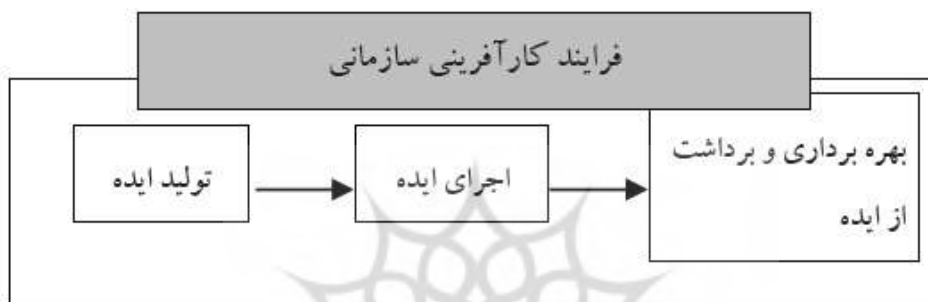 فرایند کارآفرینی سازمانی
تولید ایده
اجرای ایده
بهره برداری و برداشت
از ایده